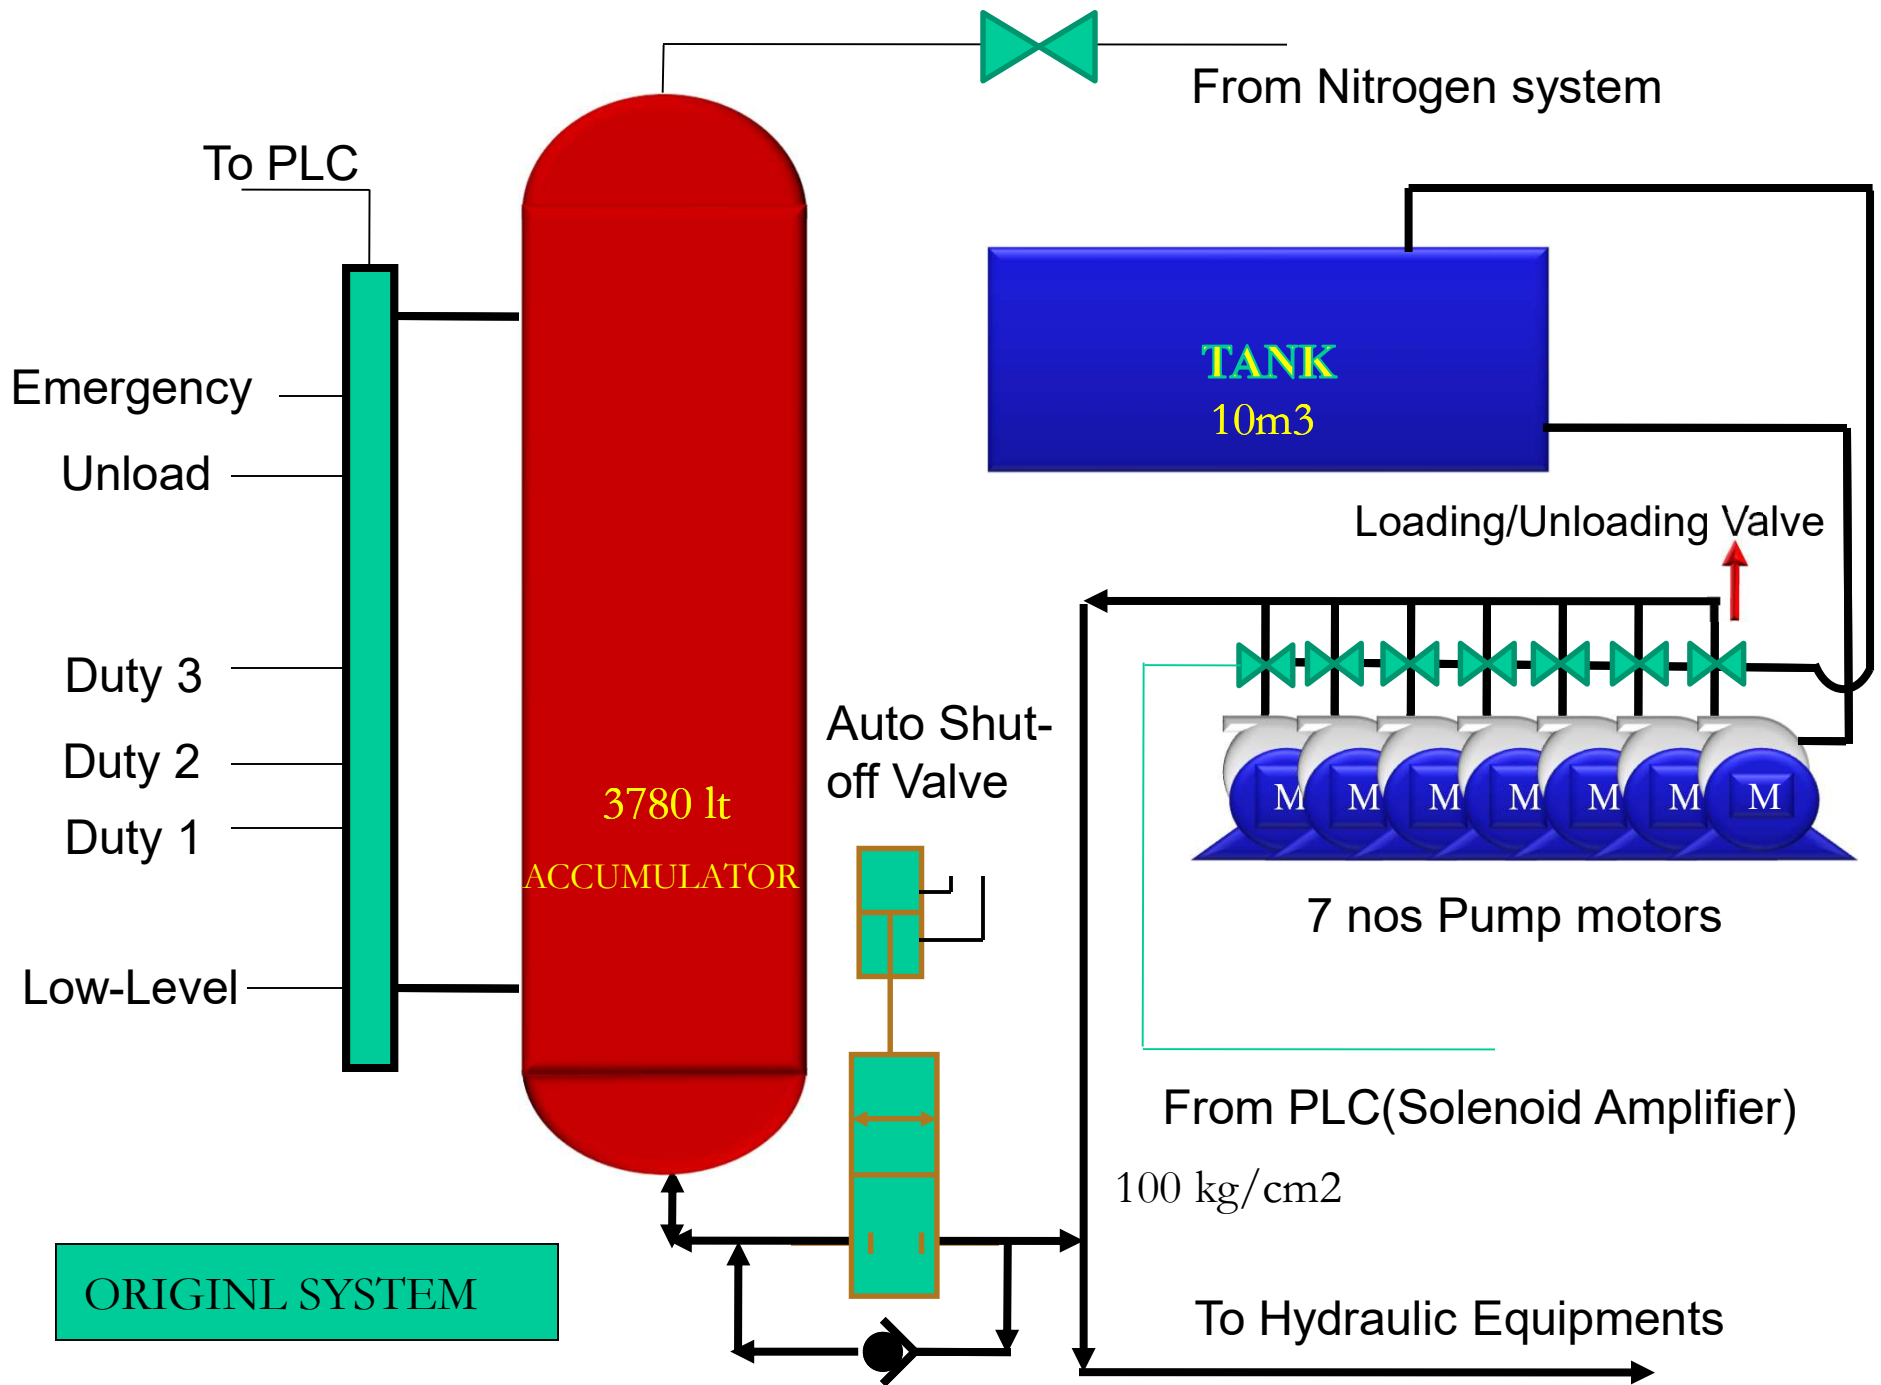 From Nitrogen system
To PLC
TANK
10m3
Emergency
Unload
Loading/Unloading Valve
Duty 3
Duty 2
Duty 1
Low-Level
3780 lt
ACCUMULATOR
Auto Shut-
off Valve
M M M M M M M
7 nos Pump motors
From PLC(Solenoid Amplifier)
100 kg/cm2
ORIGINL SYSTEM
To Hydraulic Equipments